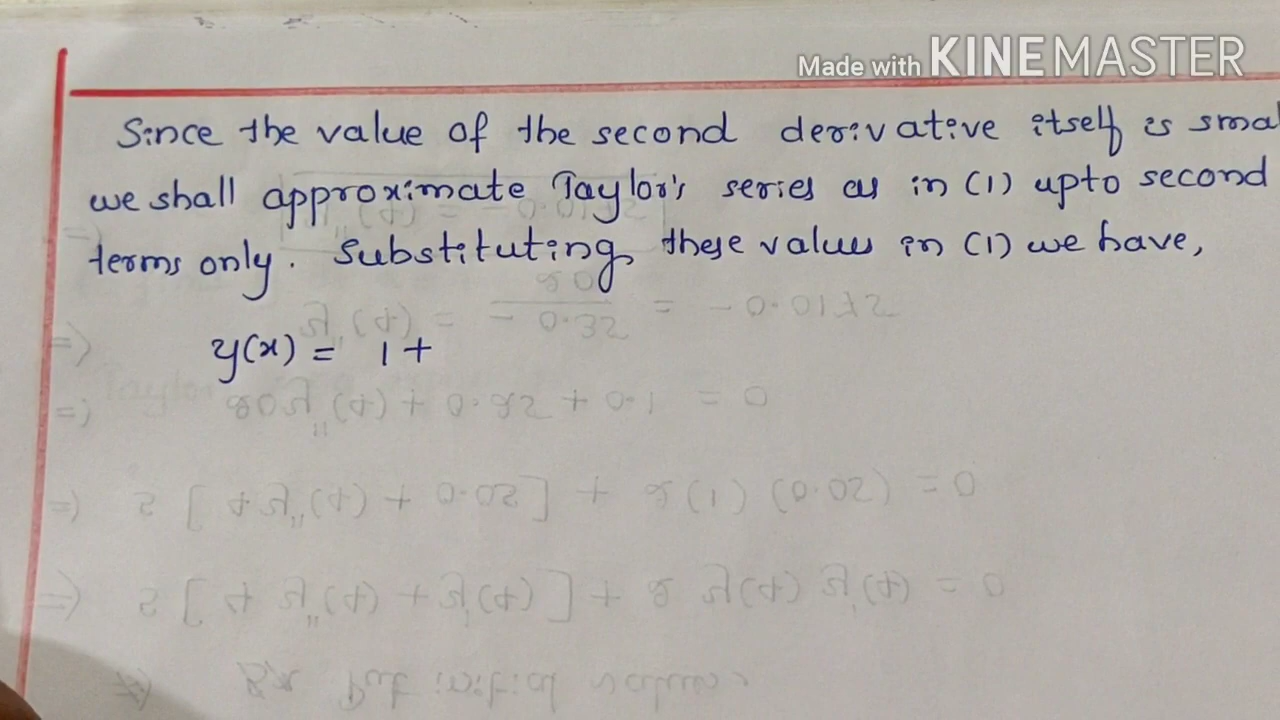 Made with KINEMASTER
Since the value of the second derivative itself is smal
we shall approximate Taylor's series as in (1) upto second
terms only. Substituting these values in (1) we have,
y(x) = 1 +